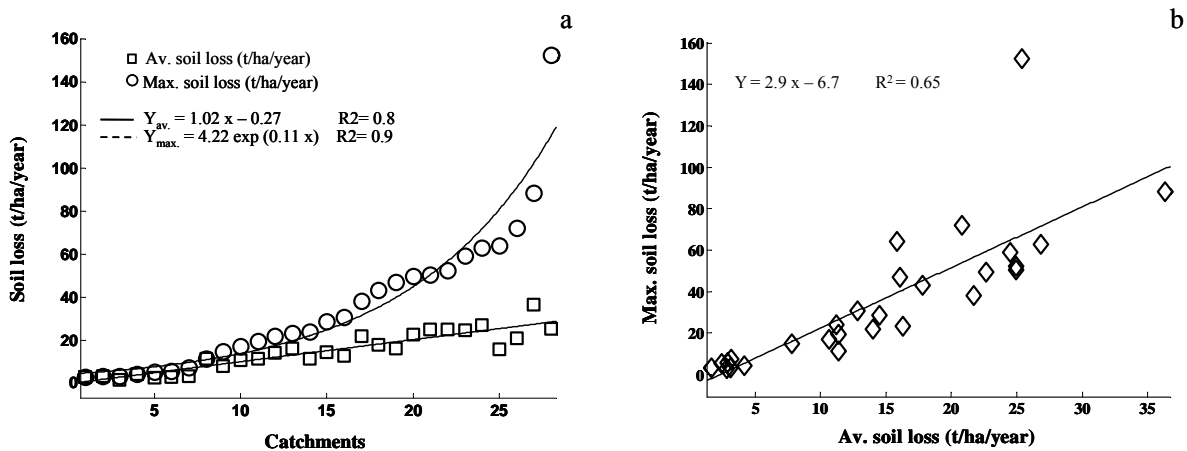 a
160
140
120
100
80
60
40
20
0
Soil loss (t/ha/year)
Av. soil loss (t/ha/year)
Max. soil loss (t/ha/year)
Yav. = 1.02 x – 0.27 R2= 0.8
Ymax. = 4.22 exp (0.11 x) R2= 0.9
5 10 15 20 25
Catchments
b
160
140
120
100
80
60
40
20
0
Max. soil loss (t/ha/year)
Y = 2.9 x – 6.7 R2 = 0.65
5 10 15 20 25 30 35
Av. soil loss (t/ha/year)